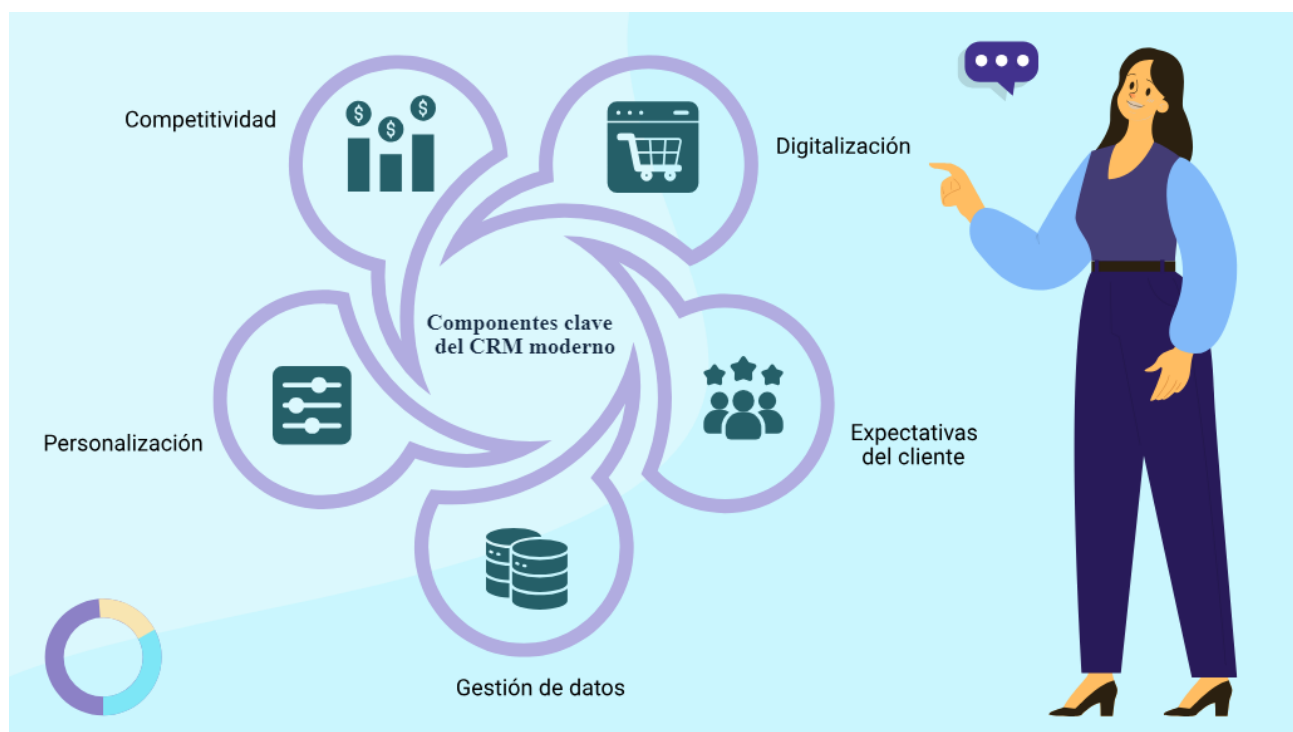 Competitividad
Digitalización
Componentes clave
del CRM moderno
Personalización
Expectativas
del cliente
Gestión de datos